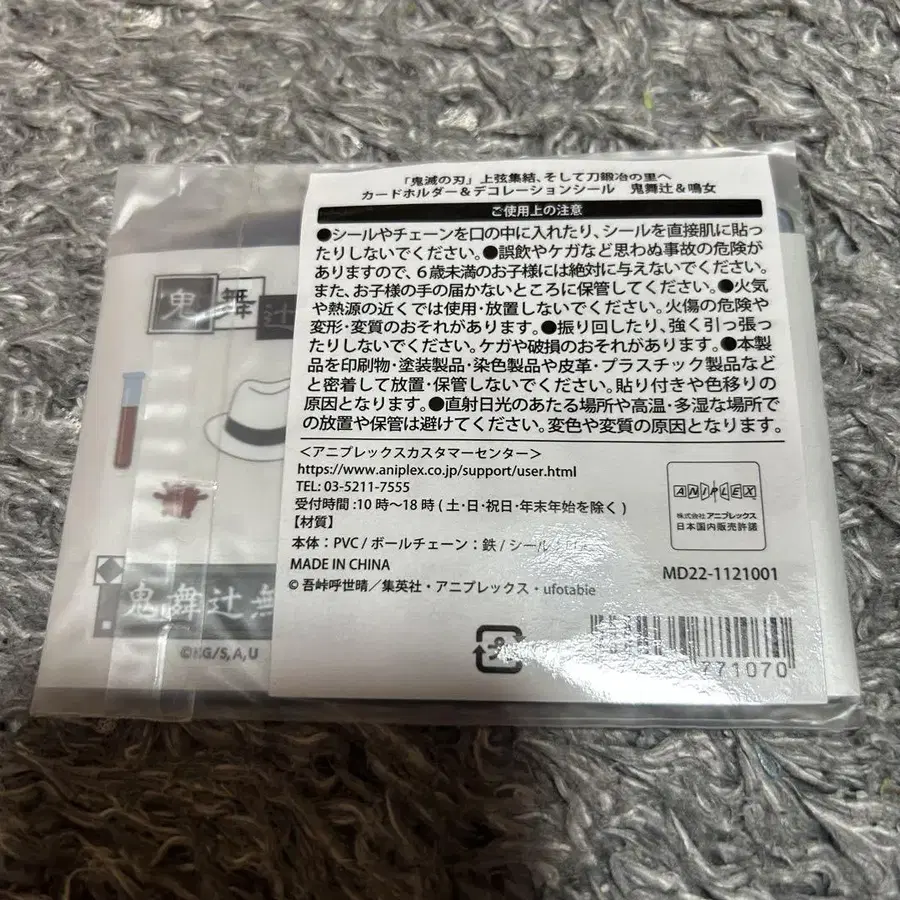 「鬼滅の刃」上弦集結、そして刀鍛冶の里へ
カードホルダー＆デコレーションシール　鬼舞辻＆鳴女
ご使用上の注意
●シールやチェーンを口の中に入れたり、シールを直接肌に貼っ
たりしないでください。●誤飲やケガなど思わぬ事故の危険が
ありますので、６歳未満のお子様には絶対に与えないでください。
また、お子様の手の届かないところに保管してください。●火気
や熱源の近くでは使用・放置しないでください。火傷の危険や
変形・変質のおそれがあります。●振り回したり、強く引っ張っ
たりしないでください。ケガや破損のおそれがあります。●本製
品を印刷物・塗装製品・染色製品や皮革・プラスチック製品など
と密着して放置・保管しないでください。貼り付きや色移りの
原因となります。●直射日光のあたる場所や高温・多湿な場所で
の放置や保管は避けてください。変色や変質の原因となります。
＜アニプレックスカスタマーセンター＞
https://www.aniplex.co.jp/support/user.html
TEL: 03-5211-7555
受付時間 :10 時〜18 時 ( 土・日・祝日・年末年始を除く )
【材質】
本体：PVC / ボールチェーン：鉄 / シール
MADE IN CHINA
© 吾峠呼世晴／集英社・アニプレックス・ufotable
ANIPLEX
株式会社 アニプレックス
日本国内販売許諾
MD22-1121001
771070
鬼舞辻
鬼舞辻無
©KG/S,A,U